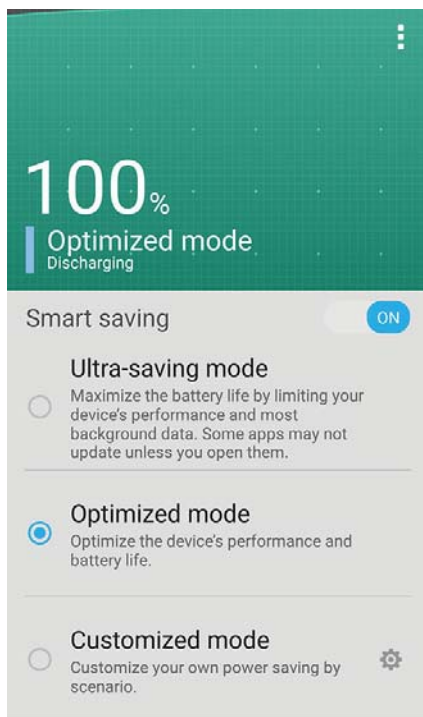 100%
Optimized mode
Discharging
Smart saving
ON
Ultra-saving mode
Maximize the battery life by limiting your
device's performance and most
background data. Some apps may not
update unless you open them.
Optimized mode
Optimize the device's performance and
battery life.
Customized mode
Customize your own power saving by
scenario.